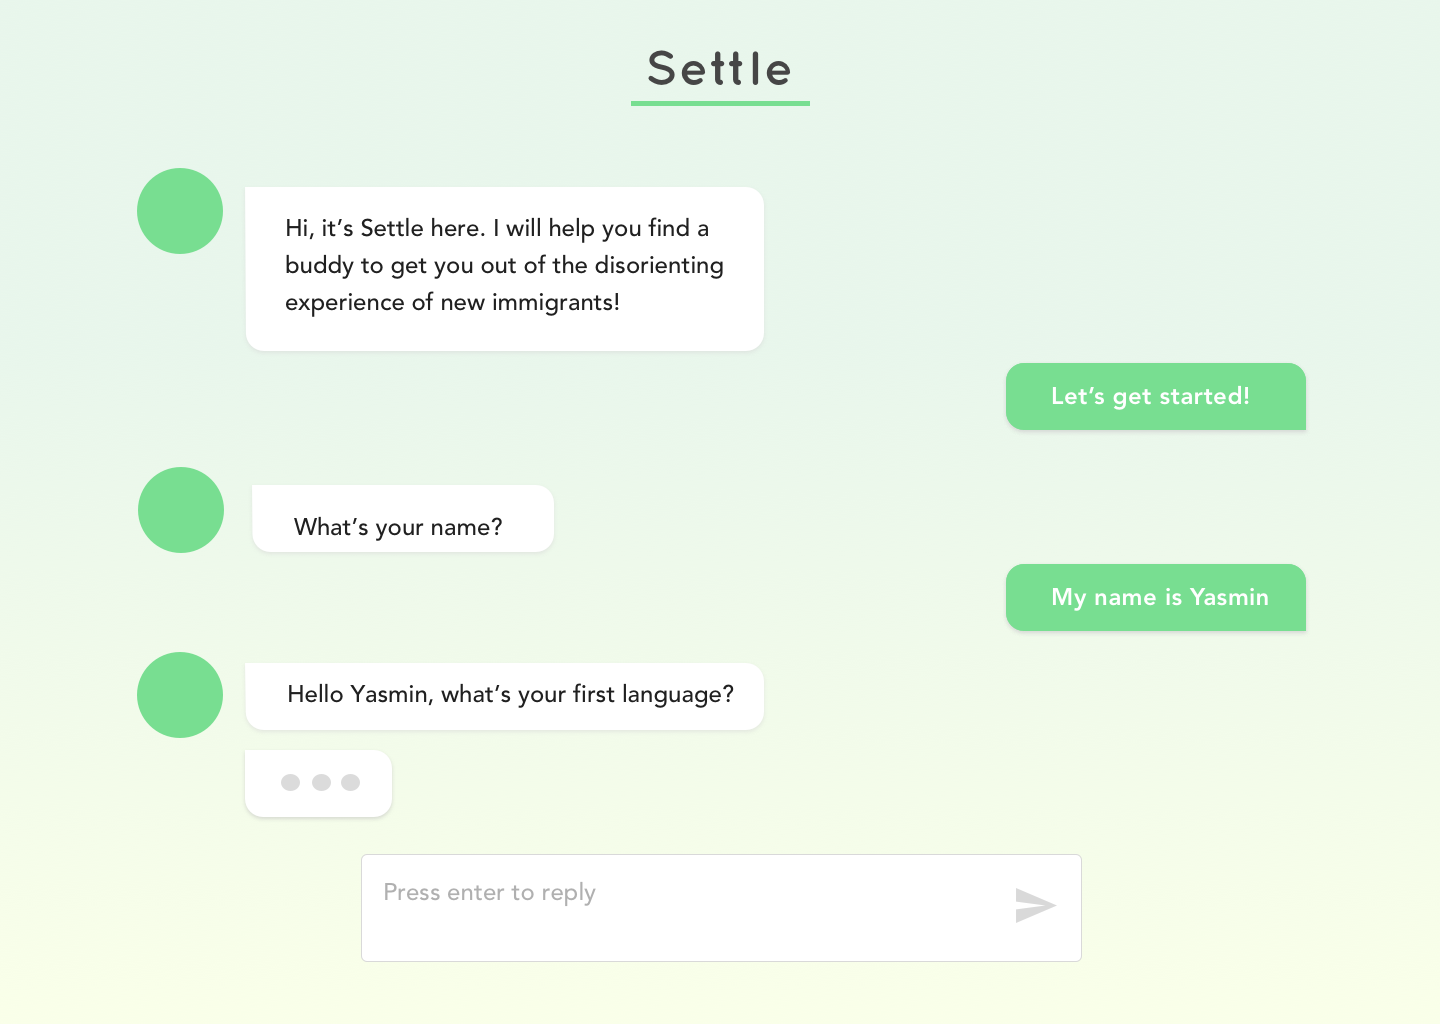 Settle
Hi, it’s Settle here. I will help you find a
buddy to get you out of the disorienting
experience of new immigrants!
Let’s get started!
What’s your name?
My name is Yasmin
Hello Yasmin, what’s your first language?
Press enter to reply